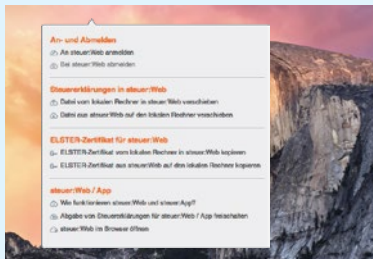 An- und Abmelden
An steuer:Web anmelden
Bei steuer:Web abmelden
Steuererklärungen in steuer:Web
Datei vom lokalen Rechner in steuer:Web verschieben
Datei aus steuer:Web auf den lokalen Rechner verschieben
ELSTER-Zertifikat für steuer:Web
ELSTER-Zertifikat vom lokalen Rechner in steuer:Web kopieren
ELSTER-Zertifikat aus steuer:Web auf den lokalen Rechner kopieren
steuer:Web / App
Wie funktionieren steuer:Web und steuer:App?
Abgabe von Steuererklärungen für steuer:Web / App freischalten
steuer:Web im Browser öffnen